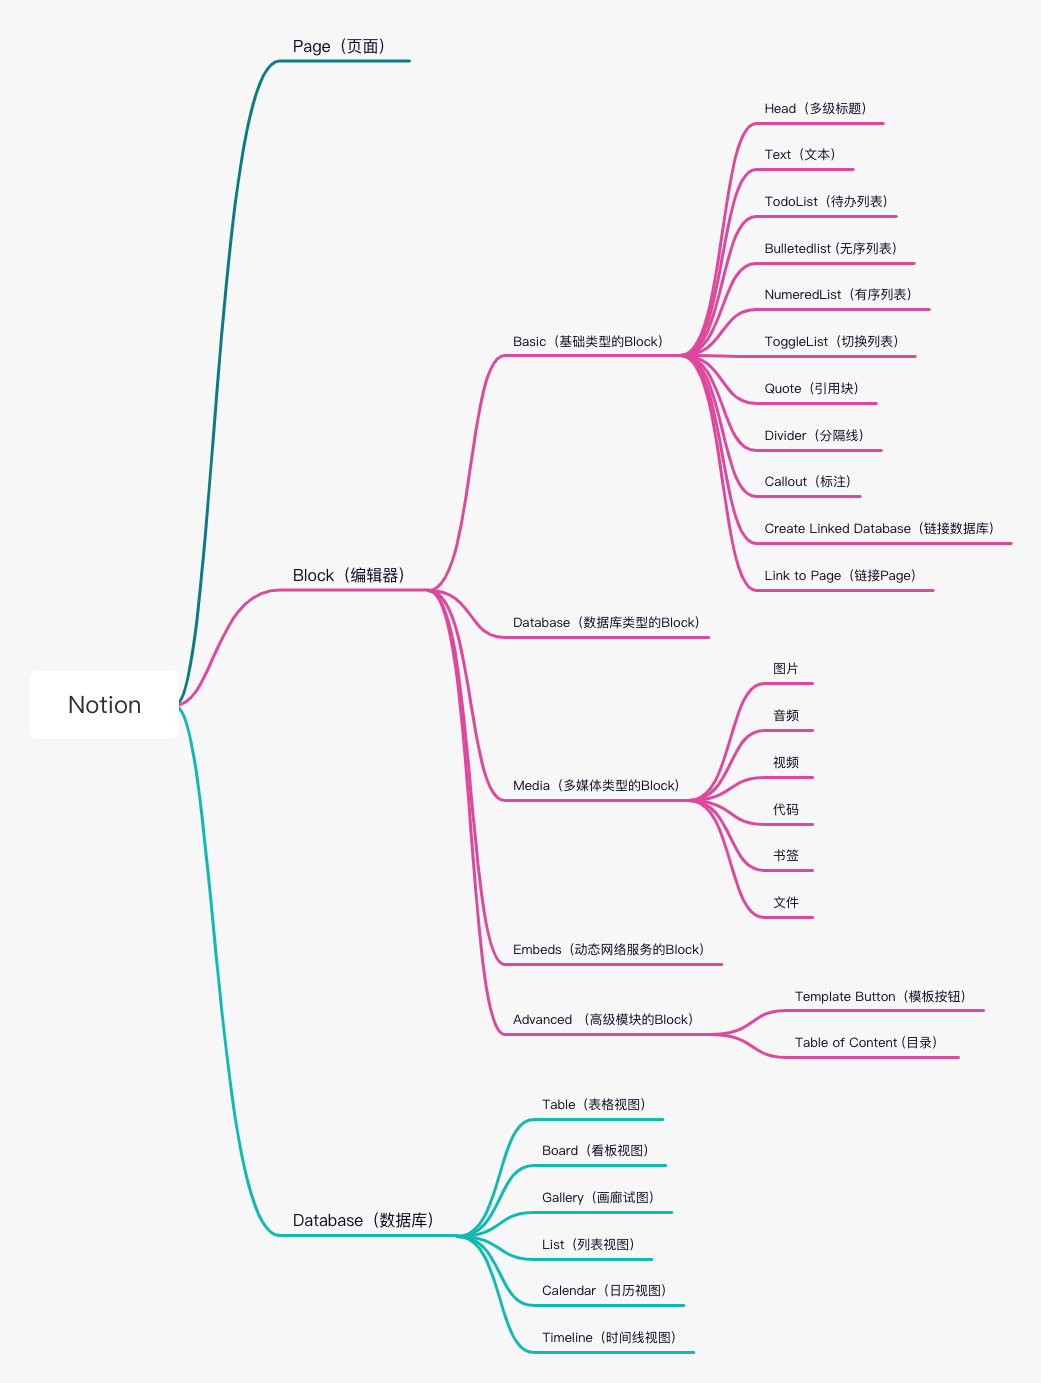 Notion
Page（页面）
Block（编辑器）
Basic（基础类型的Block）
Head（多级标题）
Text（文本）
TodoList（待办列表）
Bulletedlist (无序列表）
NumeredList（有序列表）
ToggleList（切换列表）
Quote（引用块）
Divider（分隔线）
Callout（标注）
Create Linked Database（链接数据库）
Link to Page（链接Page）
Database（数据库类型的Block）
Media（多媒体类型的Block）
图片
音频
视频
代码
书签
文件
Embeds（动态网络服务的Block）
Advanced （高级模块的Block）
Template Button（模板按钮）
Table of Content (目录）
Database（数据库）
Table（表格视图）
Board（看板视图）
Gallery（画廊试图）
List（列表视图）
Calendar（日历视图）
Timeline（时间线视图）